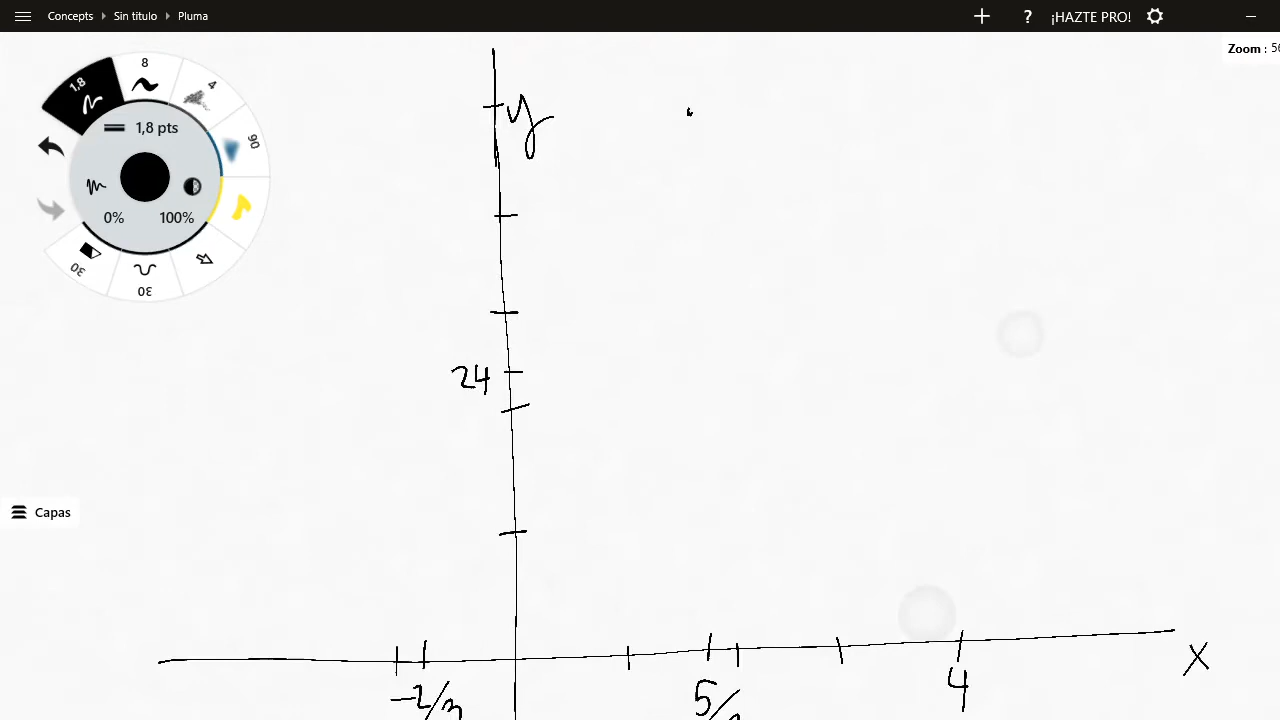 Concepts Sin título Pluma
? ¡HAZTE PRO!
Zoom : 56
8
1,8
4
90
1,8 pts
0% 100%
30
30
y
24
Capas
-2/3
5/
4
x